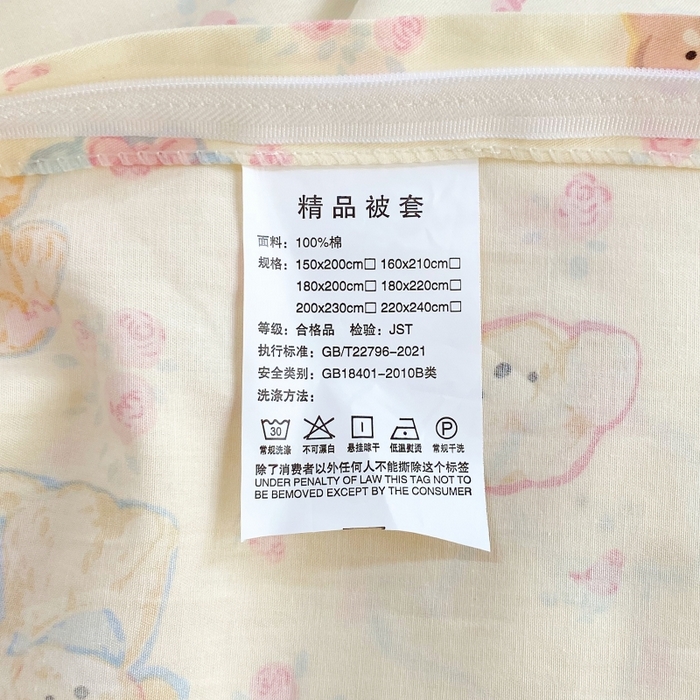 精品被套
面料：100%棉
规格：150x200cm□ 160x210cm□
180x200cm□ 180x220cm□
200x230cm□ 220x240cm□
等级：合格品 检验：JST
执行标准：GB/T22796-2021
安全类别：GB18401-2010B类
洗涤方法：
30 P
常规洗涤 不可漂白 悬挂晾干 低温熨烫 常规干洗
除了消费者以外任何人不能撕除这个标签
UNDER PENALTY OF LAW THIS TAG NOT TO
BE BEMOVED EXCEPT BY THE CONSUMER